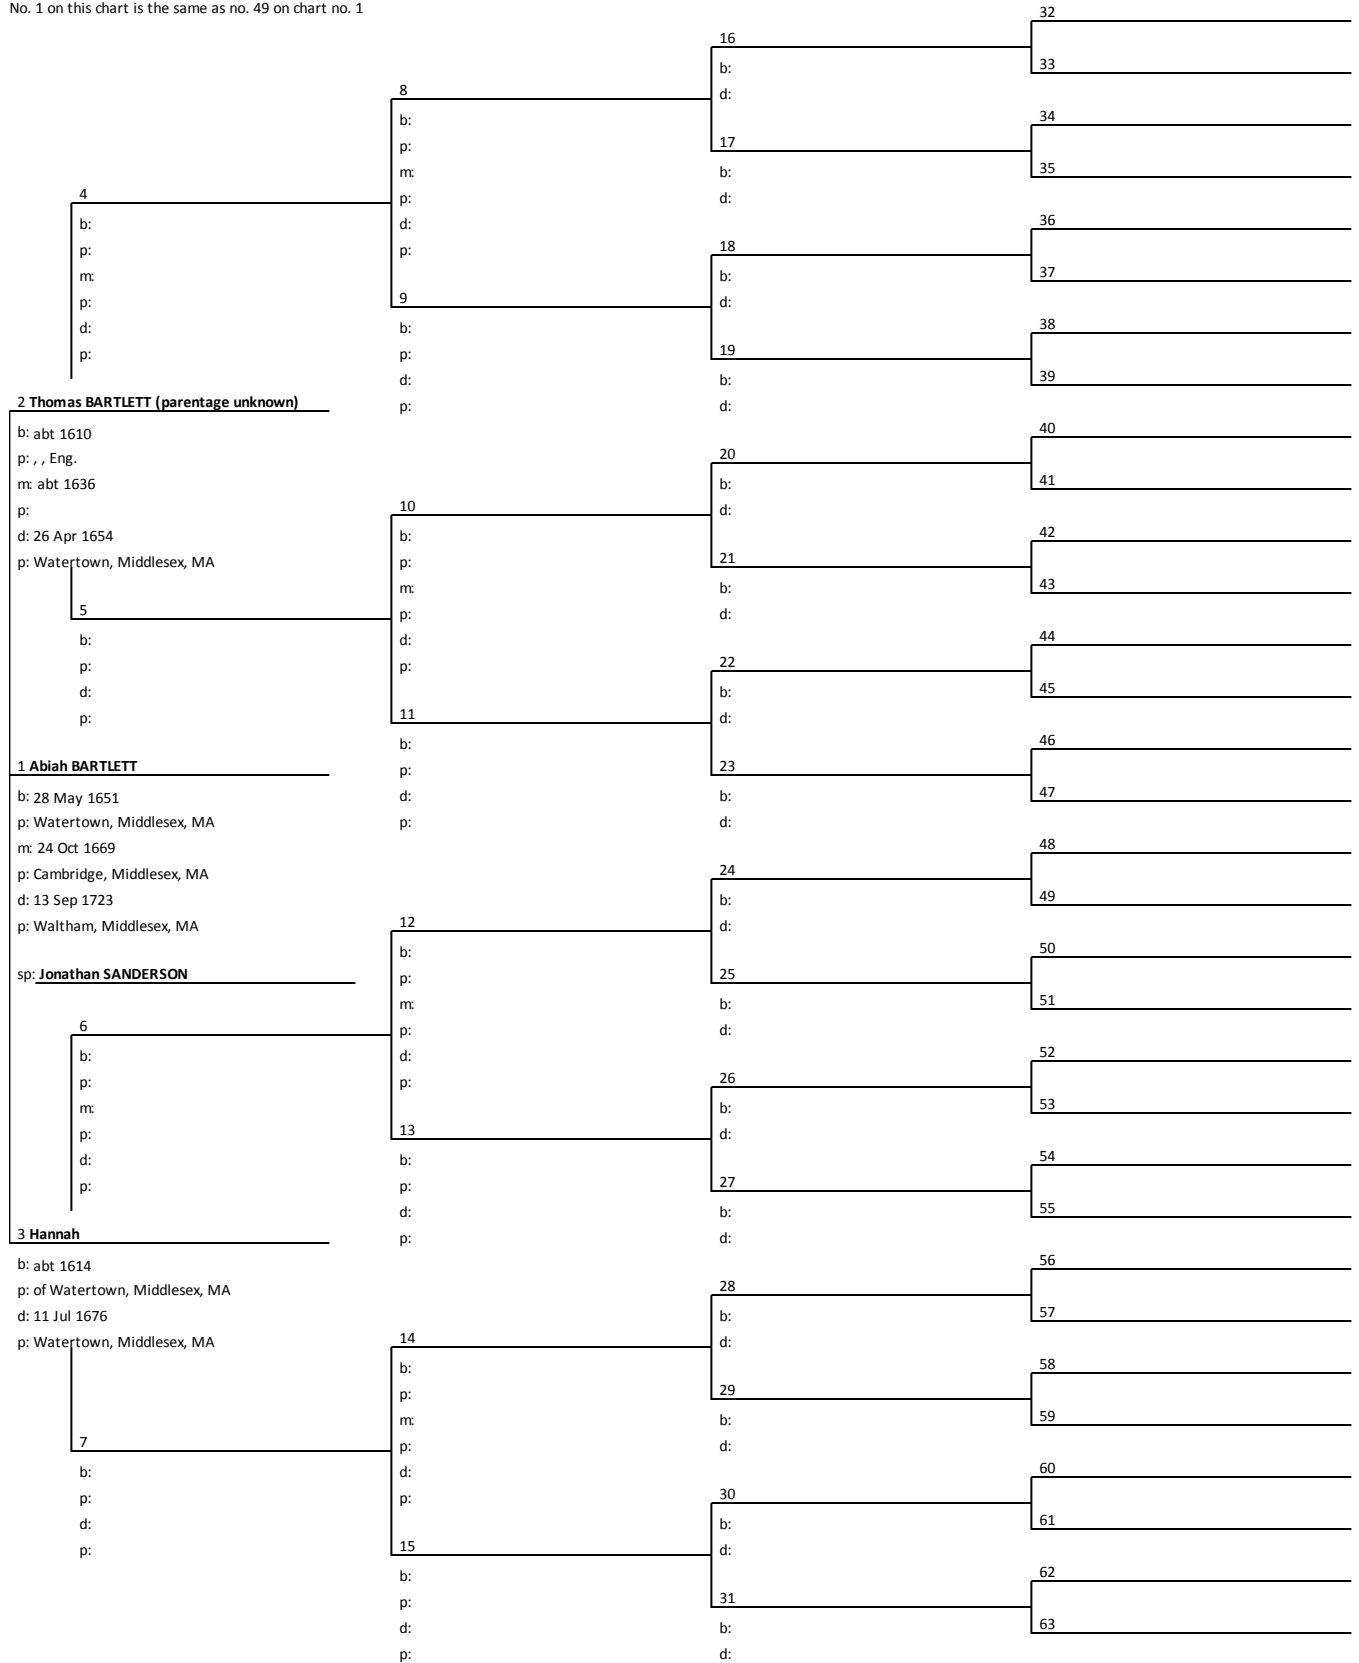 No. 1 on this chart is the same as no. 49 on chart no. 1
4
b:
p:
m:
p:
d:
p:
2 Thomas BARTLETT (parentage unknown)
b: abt 1610
p: , , Eng.
m: abt 1636
p:
d: 26 Apr 1654
p: Watertown, Middlesex, MA
5
b:
p:
d:
p:
1 Abiah BARTLETT
b: 28 May 1651
p: Watertown, Middlesex, MA
m: 24 Oct 1669
p: Cambridge, Middlesex, MA
d: 13 Sep 1723
p: Waltham, Middlesex, MA
sp: Jonathan SANDERSON
6
b:
p:
m:
p:
d:
p:
3 Hannah
b: abt 1614
p: of Watertown, Middlesex, MA
d: 11 Jul 1676
p: Watertown, Middlesex, MA
7
b:
p:
d:
p:
8
b:
p:
m:
p:
d:
p:
9
b:
p:
d:
p:
10
b:
p:
m:
p:
d:
p:
11
b:
p:
d:
p:
12
b:
p:
m:
p:
d:
p:
13
b:
p:
d:
p:
14
b:
p:
m:
p:
d:
p:
15
b:
p:
d:
p:
16
b:
d:
17
b:
d:
18
b:
d:
19
b:
d:
20
b:
d:
21
b:
d:
22
b:
d:
23
b:
d:
24
b:
d:
25
b:
d:
26
b:
d:
27
b:
d:
28
b:
d:
29
b:
d:
30
b:
d:
31
b:
d:
32
33
34
35
36
37
38
39
40
41
42
43
44
45
46
47
48
49
50
51
52
53
54
55
56
57
58
59
60
61
62
63